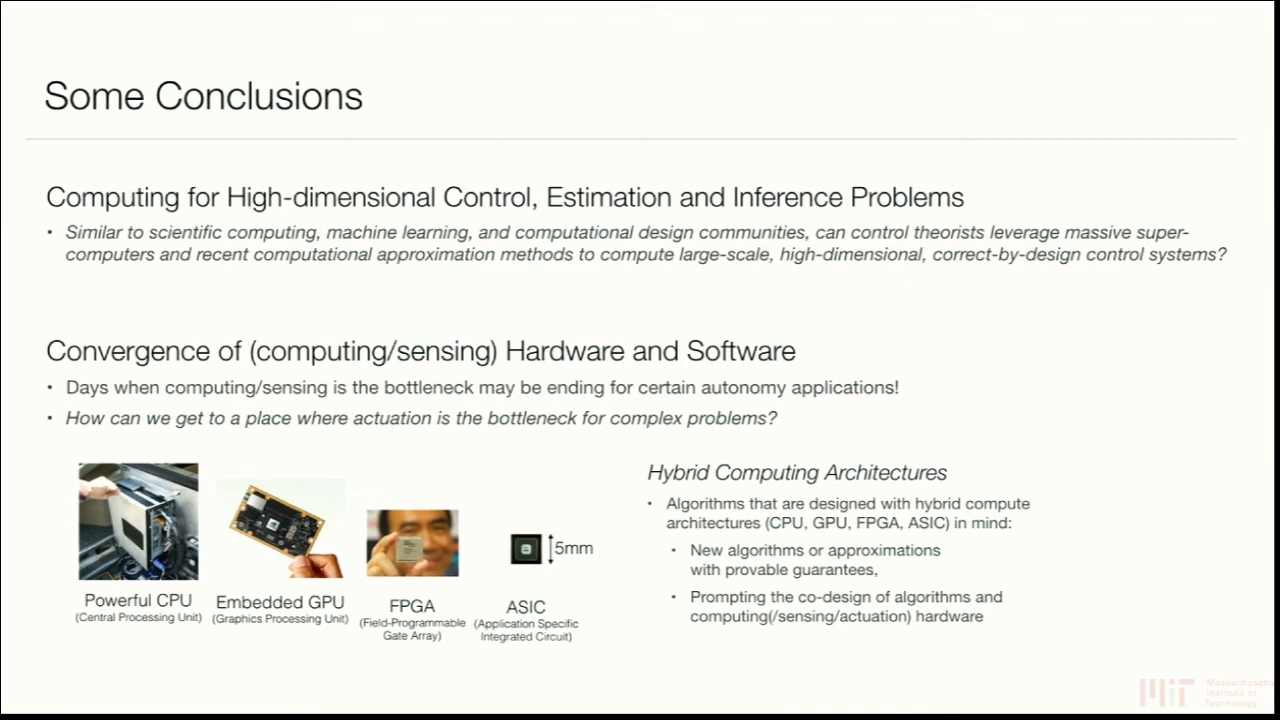 Some Conclusions
Computing for High-dimensional Control, Estimation and Inference Problems
• Similar to scientific computing, machine learning, and computational design communities, can control theorists leverage massive super-
computers and recent computational approximation methods to compute large-scale, high-dimensional, correct-by-design control systems?
Convergence of (computing/sensing) Hardware and Software
• Days when computing/sensing is the bottleneck may be ending for certain autonomy applications!
• How can we get to a place where actuation is the bottleneck for complex problems?
5mm
Powerful CPU
(Central Processing Unit)
Embedded GPU
(Graphics Processing Unit)
FPGA
(Field-Programmable
Gate Array)
ASIC
(Application Specific
Integrated Circuit)
Hybrid Computing Architectures
• Algorithms that are designed with hybrid compute
architectures (CPU, GPU, FPGA, ASIC) in mind:
• New algorithms or approximations
with provable guarantees,
• Prompting the co-design of algorithms and
computing(/sensing/actuation) hardware
MIT
Massachusetts
Institute of
Technology